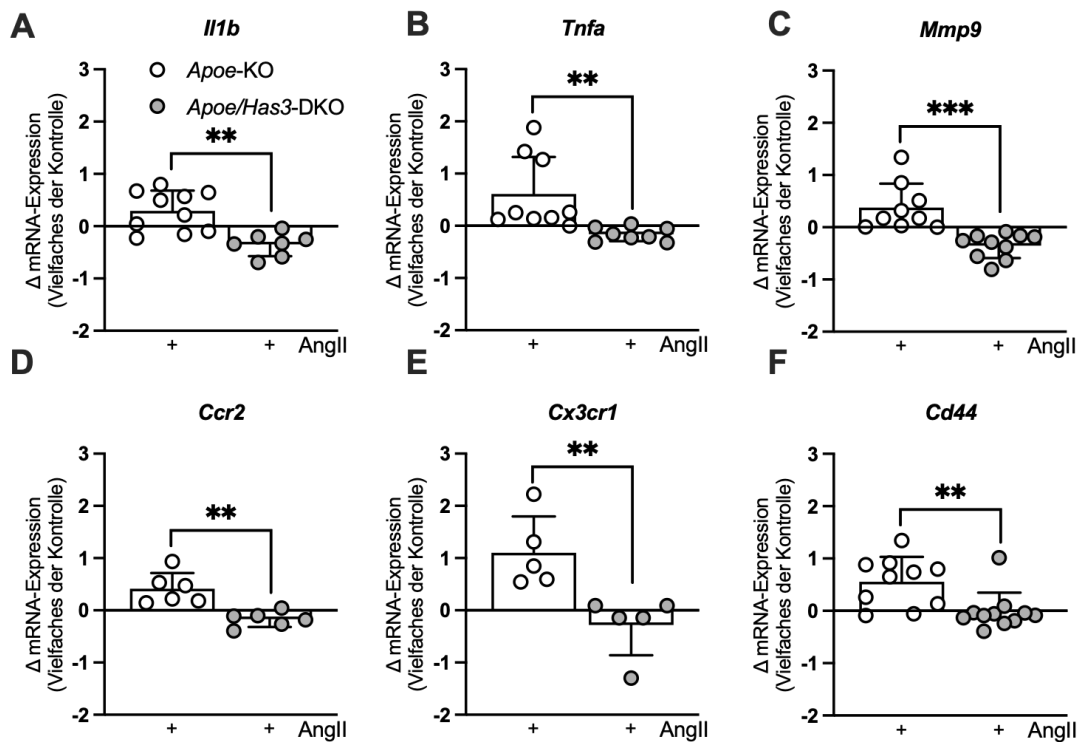 A
Il1b
3
2
1
0
-1
-2
Δ mRNA-Expression
(Vielfaches der Kontrolle)
Apoe-KO
Apoe/Has3-DKO
**
+ + AngII
B
Tnfa
3
2
1
0
-1
-2
Δ mRNA-Expression
(Vielfaches der Kontrolle)
**
+ + AngII
C
Mmp9
3
2
1
0
-1
-2
Δ mRNA-Expression
(Vielfaches der Kontrolle)
***
+ + AngII
D
Ccr2
3
2
1
0
-1
-2
Δ mRNA-Expression
(Vielfaches der Kontrolle)
**
+ + AngII
E
Cx3cr1
3
2
1
0
-1
-2
Δ mRNA-Expression
(Vielfaches der Kontrolle)
**
+ + AngII
F
Cd44
3
2
1
0
-1
-2
Δ mRNA-Expression
(Vielfaches der Kontrolle)
**
+ + AngII